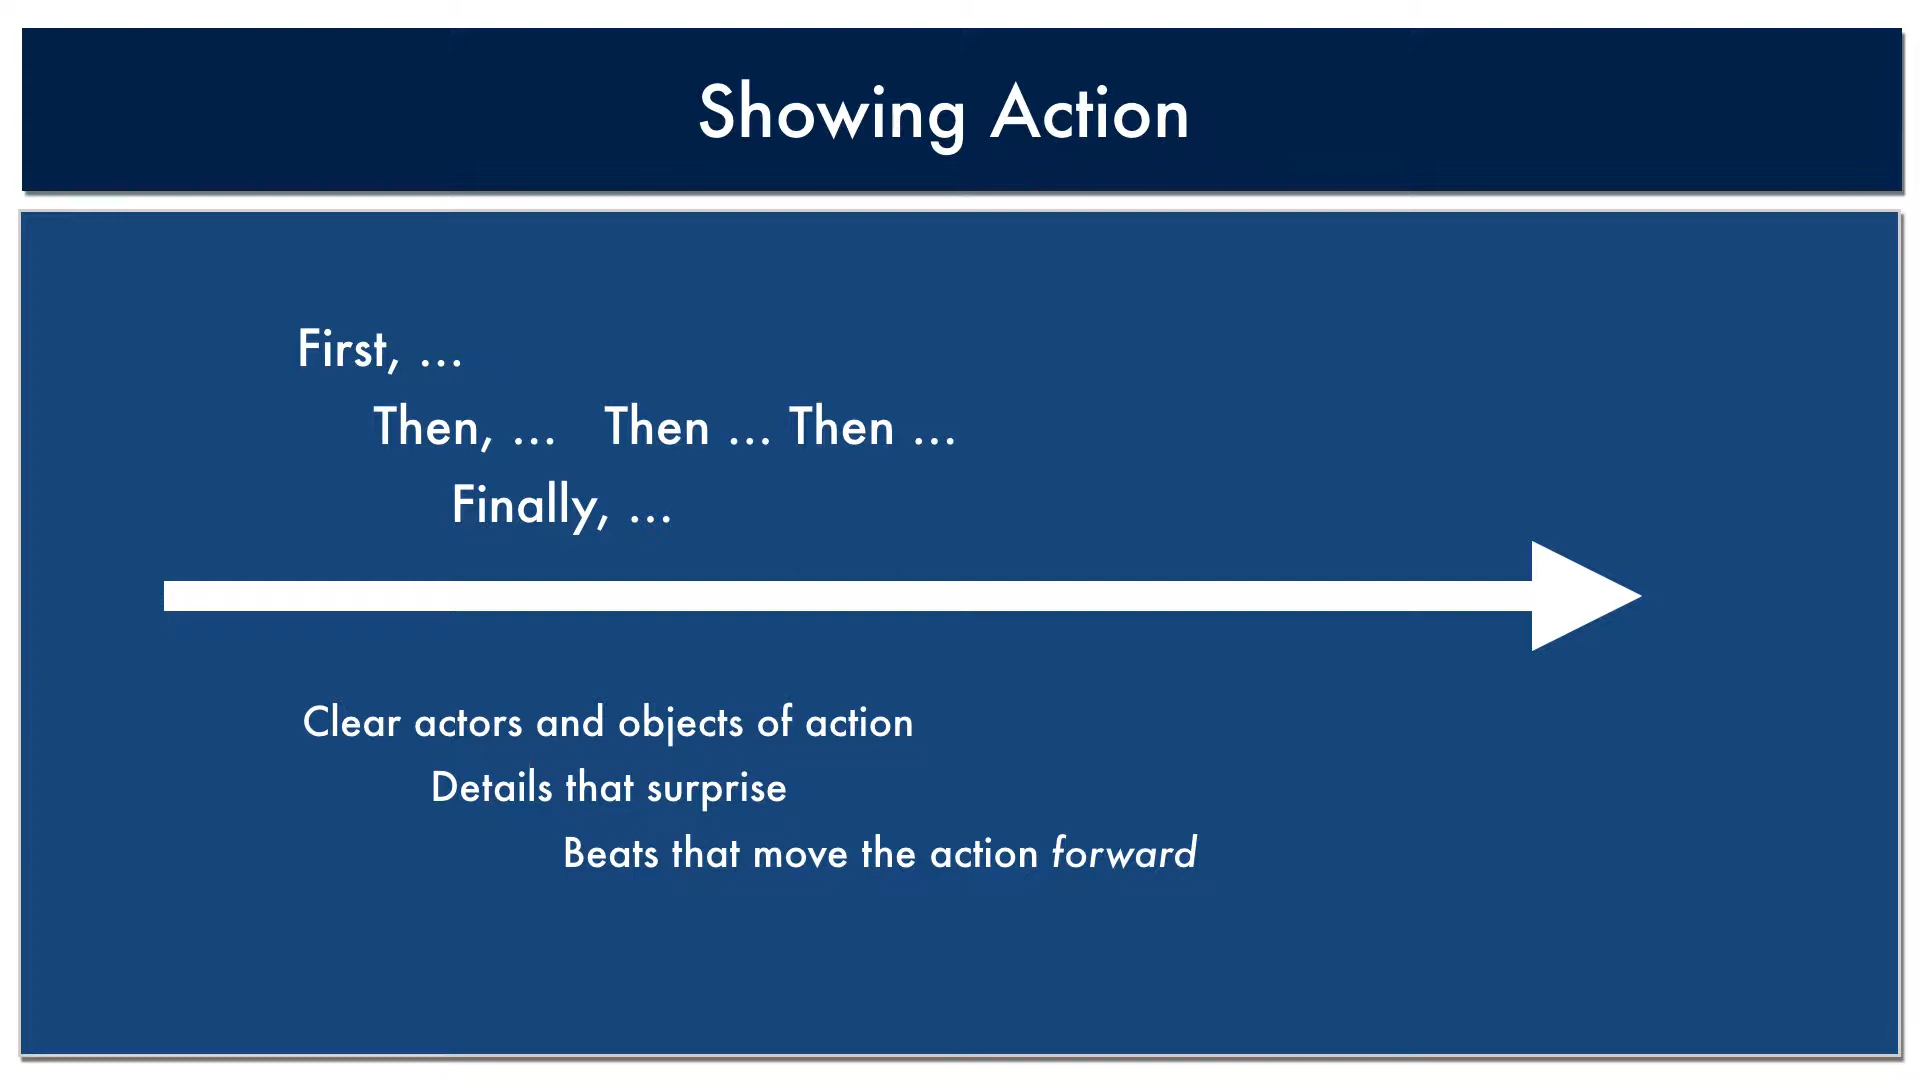 Showing Action
First, ...
Then, ... Then ... Then ...
Finally, ...
Clear actors and objects of action
Details that surprise
Beats that move the action forward